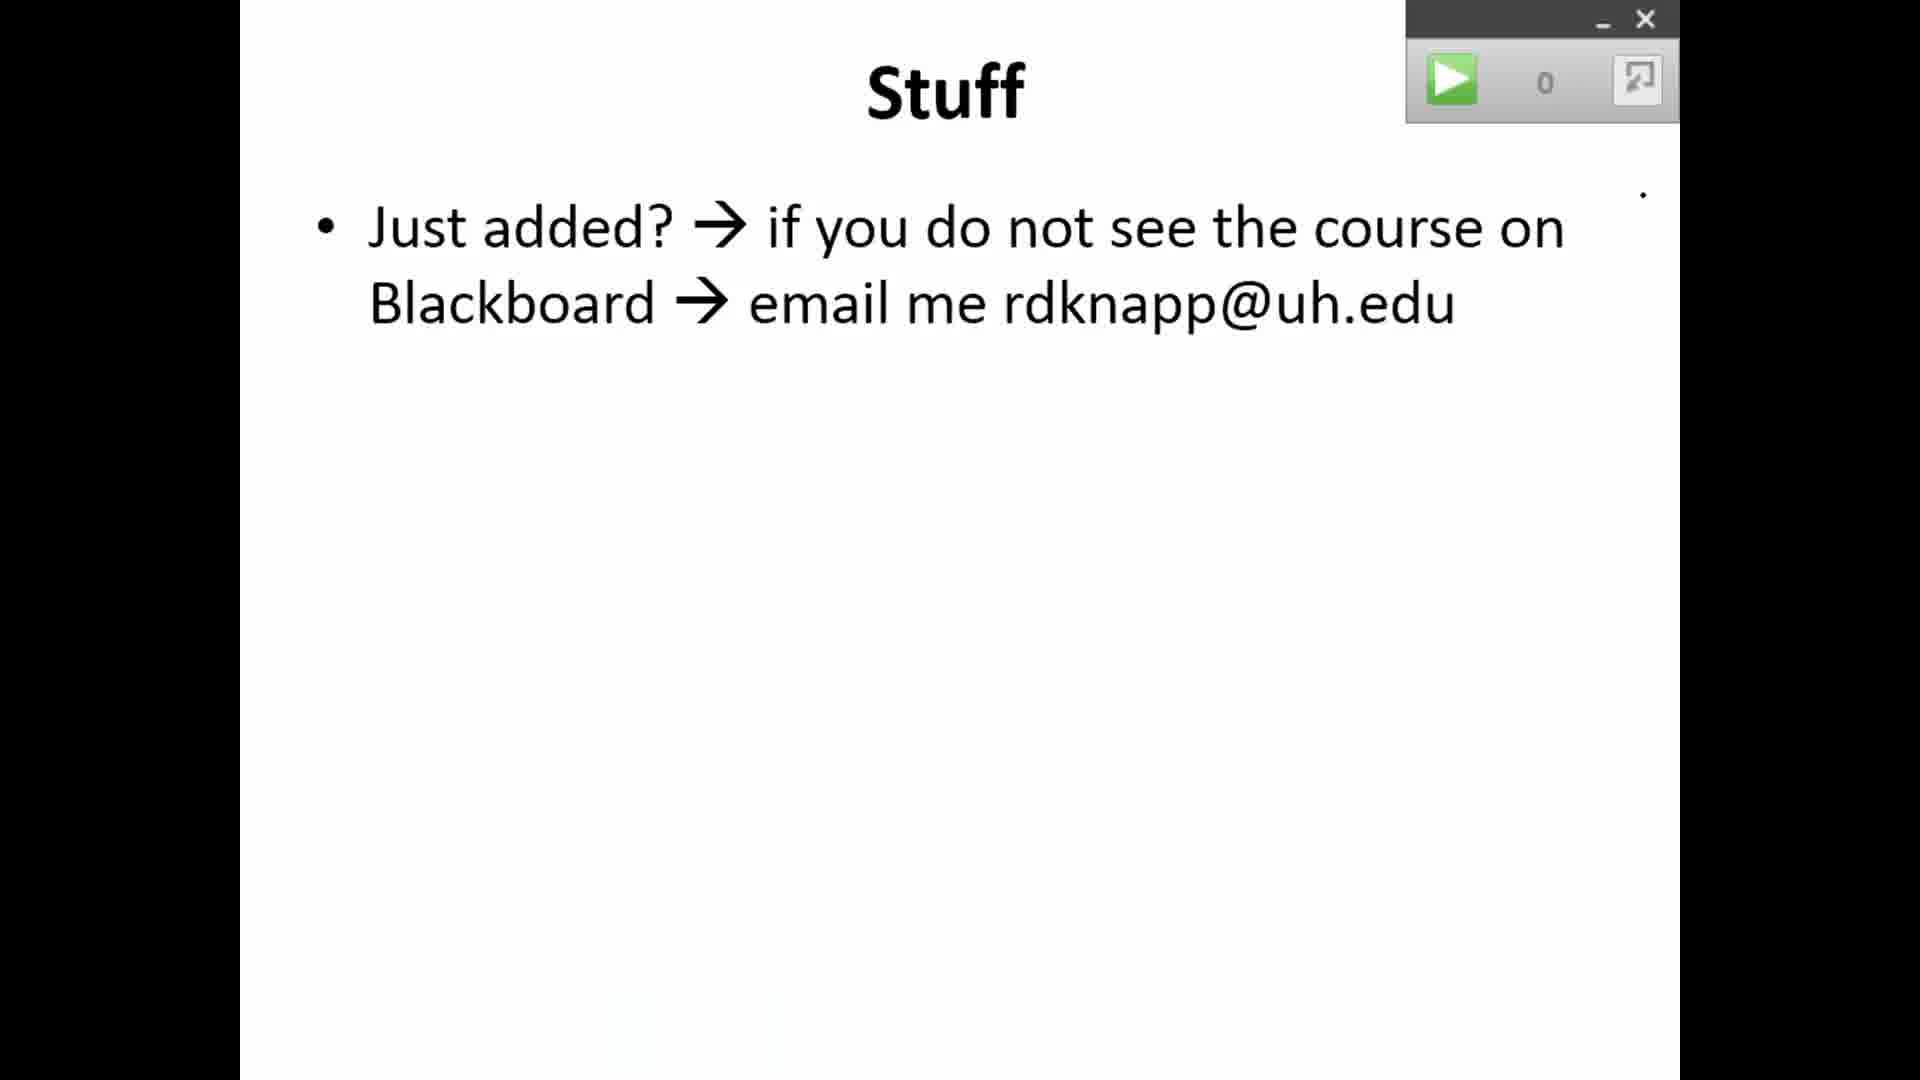 Stuff
0
• Just added? → if you do not see the course on
Blackboard → email me rdknapp@uh.edu